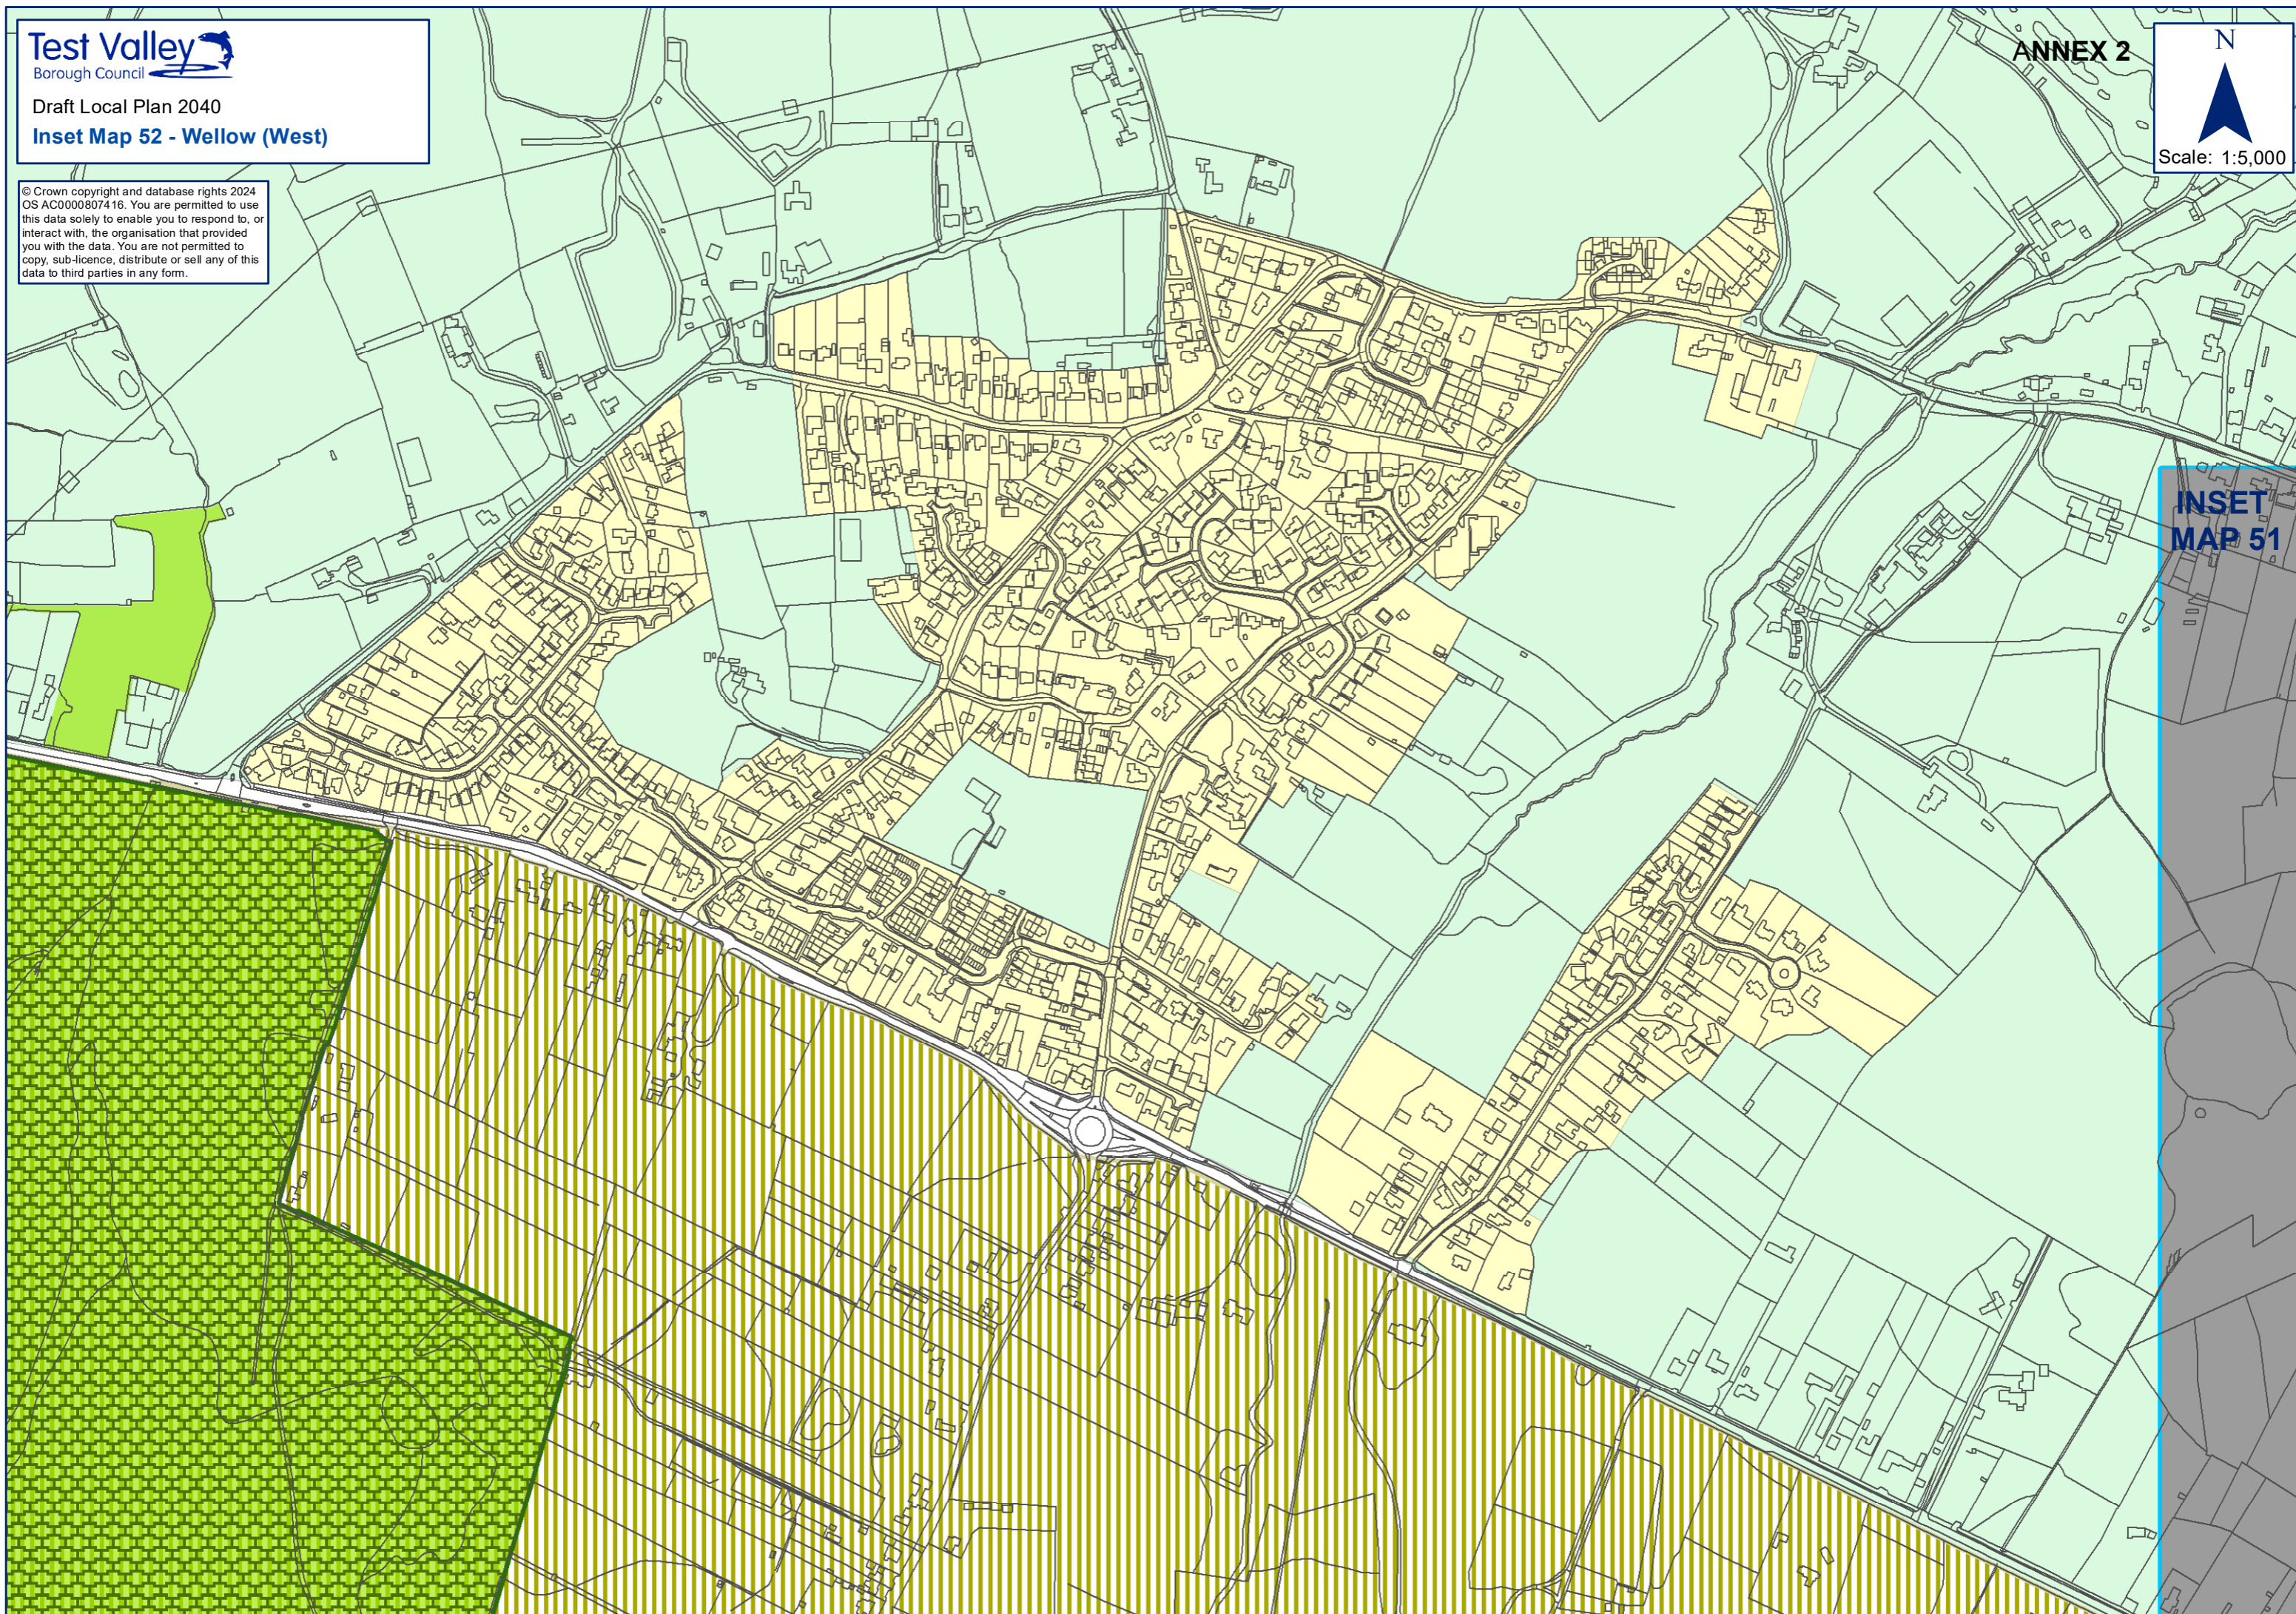 Test Valley
Borough Council
Draft Local Plan 2040
Inset Map 52 - Wellow (West)
© Crown copyright and database rights 2024
OS AC0000807416. You are permitted to use
this data solely to enable you to respond to, or
interact with, the organisation that provided
you with the data. You are not permitted to
copy, sub-licence, distribute or sell any of this
data to third parties in any form.
ANNEX 2
N
Scale: 1:5,000
INSET
MAP 51